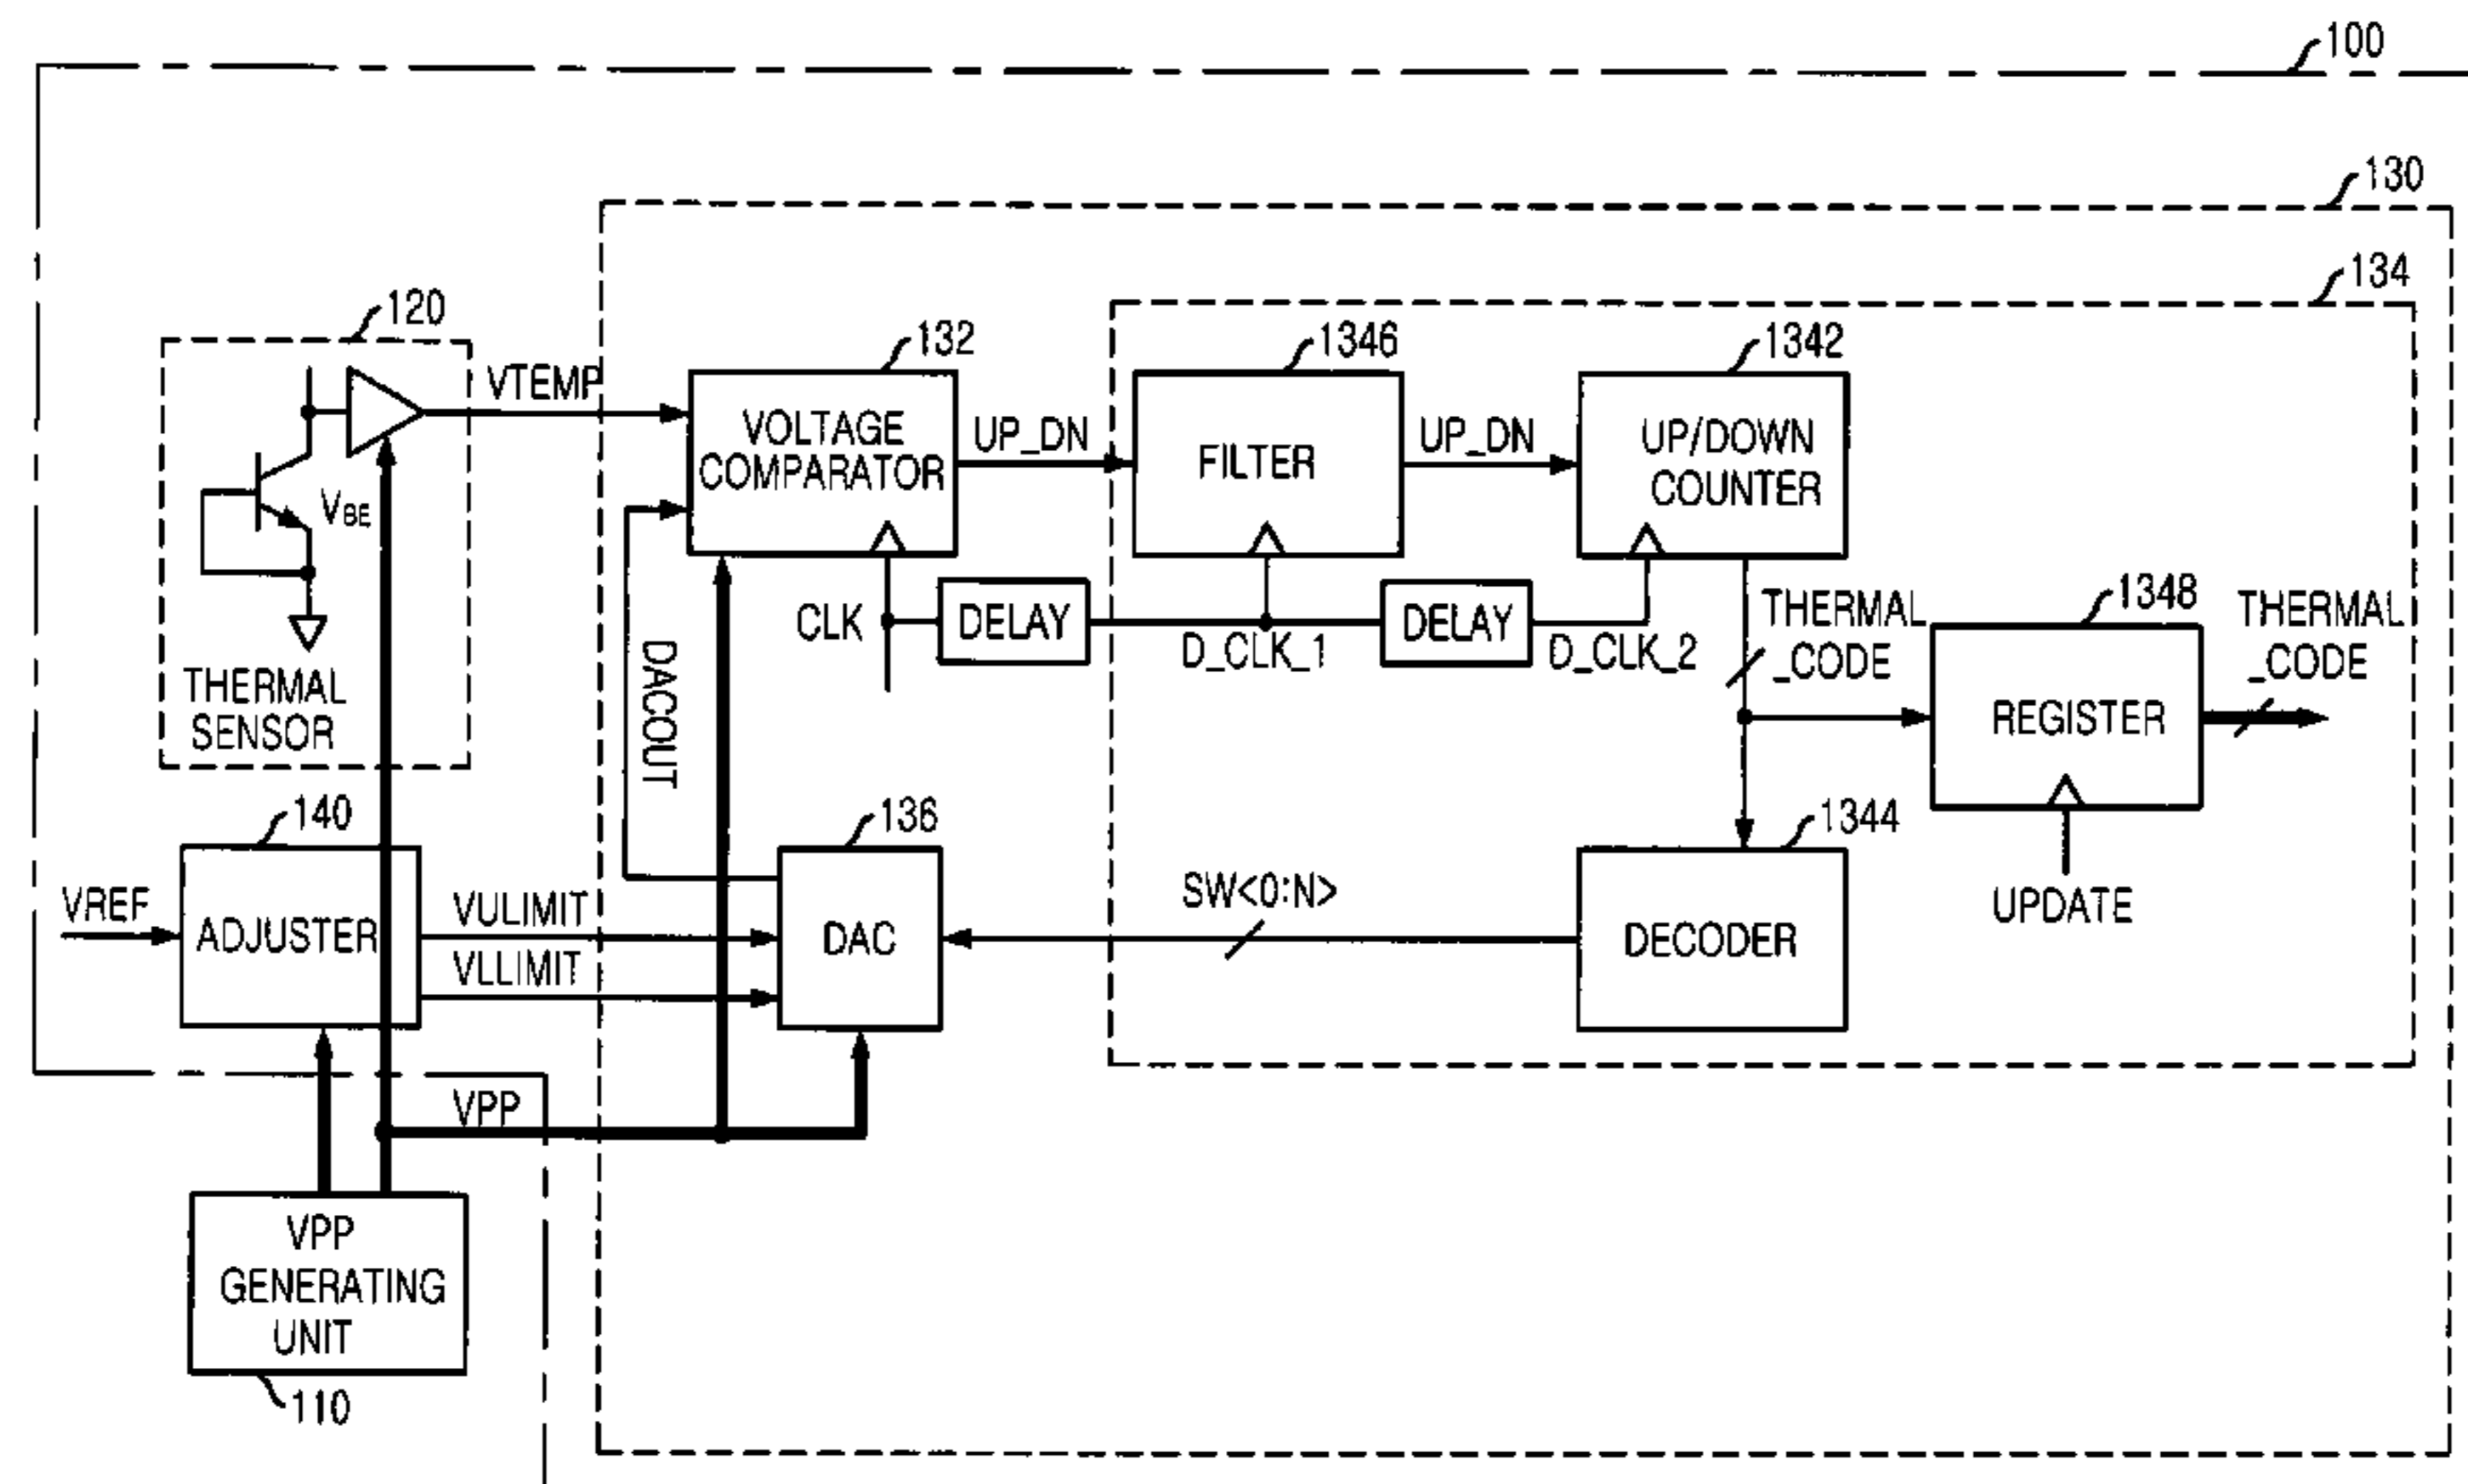 100
130
134
120
132
1346
1342
VTEMP
VOLTAGE
COMPARATOR
UP_DN
FILTER
UP_DN
UP/DOWN
COUNTER
VBE
CLK
DELAY
D_CLK_1
DELAY
D_CLK_2
THERMAL
_CODE
1348
THERMAL
_CODE
THERMAL
SENSOR
DACOUT
REGISTER
140
136
1344
VREF
ADJUSTER
VULIMIT
VLLIMIT
DAC
SW<0:N>
DECODER
UPDATE
VPP
VPP
GENERATING
UNIT
110